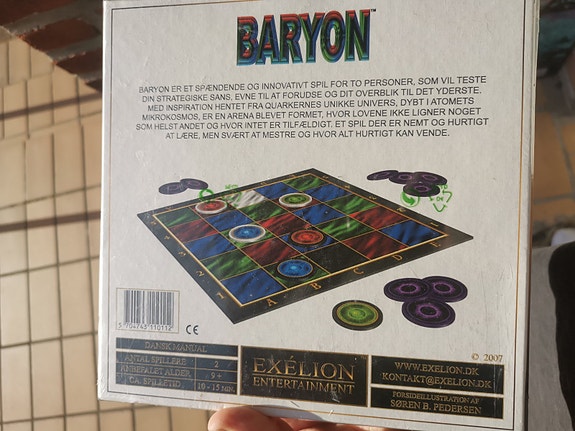 BARYON™
BARYON ER ET SPÆNDENDE OG INNOVATIVT SPIL FOR TO PERSONER, SOM VIL TESTE
DIN STRATEGISKE SANS, EVNE TIL AT FORUDSE OG DIT OVERBLIK TIL DET YDERSTE.
MED INSPIRATION HENTET FRA QUARKERNES UNIKKE UNIVERS, DYBT I ATOMETS
MIKROKOSMOS, ER EN ARENA BLEVET FORMET, HVOR LOVENE IKKE LIGNER NOGET
SOM HELST ANDET OG HVOR INTET ER TILFÆLDIGT. ET SPIL DER ER NEMT OG HURTIGT
AT LÆRE, MEN SVÆRT AT MESTRE OG HVOR ALT HURTIGT KAN VENDE.
A B C D E
5 704743 110112
CE
DANSK MANUAL
ANTAL SPILLERE 2
ANBEFALET ALDER 9+
CA. SPILLETID 10 - 15 MIN.
EXÉLION
ENTERTAINMENT
© 2007
WWW.EXELION.DK
KONTAKT@EXELION.DK
FORSIDEILLUSTRATION AF
SØREN B. PEDERSEN